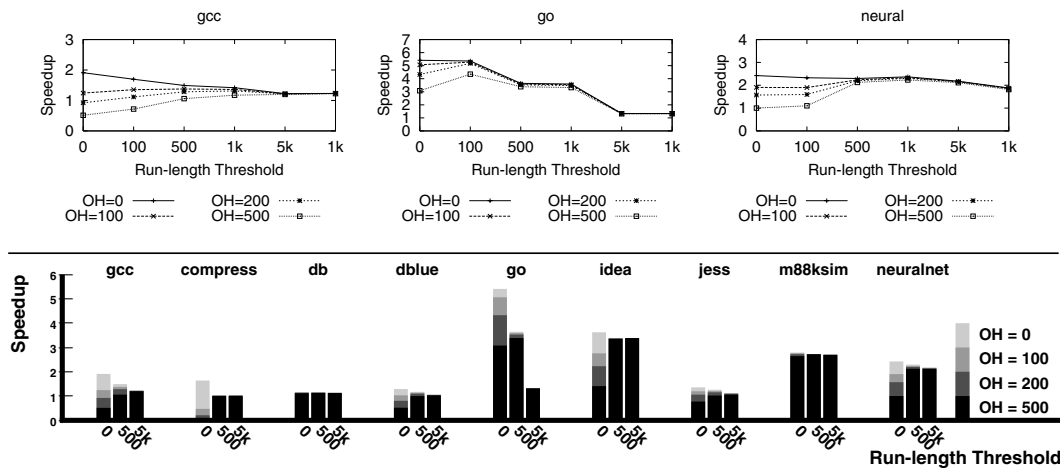 gcc
3
2
1
0
Speedup
0 100 500 1k 5k 1k
Run-length Threshold
OH=0 OH=200
OH=100 OH=500
go
7
6
5
4
3
2
1
0
Speedup
0 100 500 1k 5k 1k
Run-length Threshold
OH=0 OH=200
OH=100 OH=500
neural
4
3
2
1
0
Speedup
0 100 500 1k 5k 1k
Run-length Threshold
OH=0 OH=200
OH=100 OH=500
gcc compress db dblue go idea jess m88ksim neuralnet
6
5
4
3
2
1
0
Speedup
OH = 0
OH = 100
OH = 200
OH = 500
0 500 5k 0 500 5k 0 500 5k 0 500 5k 0 500 5k 0 500 5k 0 500 5k 0 500 5k 0 500 5k
Run-length Threshold